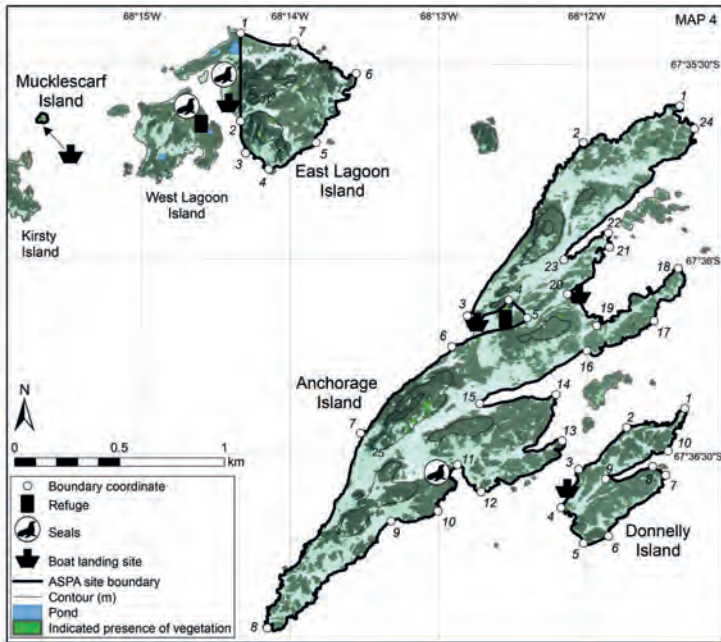 68°15'W 68°14'W 68°13'W 68°12'W MAP 4
67°35'30"S
Mucklescarf
Island
1
7
6
2
3
4
5
East Lagoon
Island
West Lagoon
Island
Kirsty
Island
1
24
2
22
21
23
67°36'S
18
20
4
3
5
19
17
6
16
Anchorage
Island
15
14
7
25
13
11
12
10
9
8
1
2
10
67°36'30"S
3
9
8
7
4
5
6
Donnelly
Island
N
0 0.5 1
km
Boundary coordinate
Refuge
Seals
Boat landing site
ASPA site boundary
Contour (m)
Pond
Indicated presence of vegetation